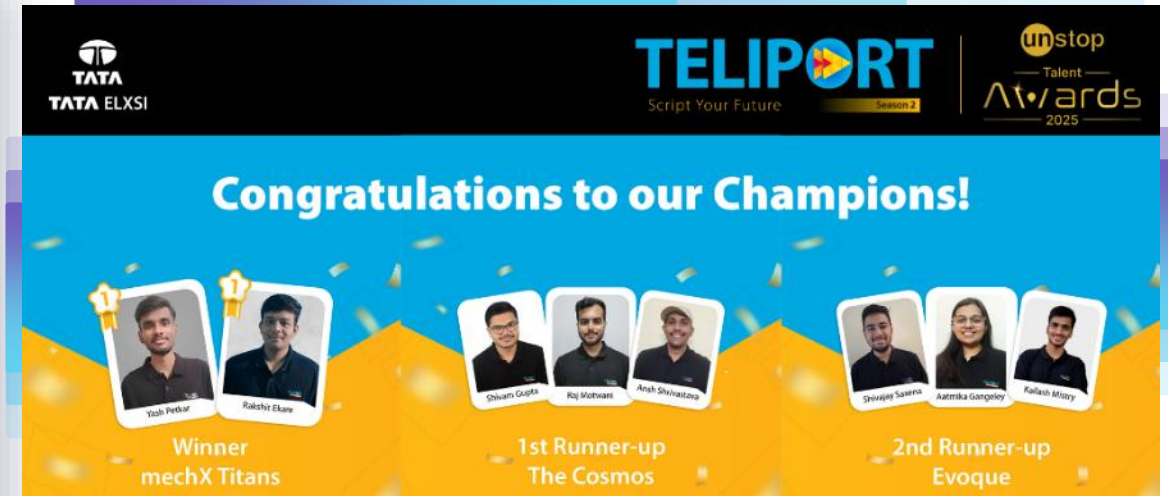 TATA
TATA ELXSI
TELIPORT
Script Your Future
Season 2
unstop
Talent
Awards
2025
Congratulations to our Champions!
1
1
Yash Petkar
Rakshit Ekare
Shivam Gupta
Raj Motwani
Ansh Shrivastava
Shivajay Saxena
Aatmika Gangeley
Kailash Mistry
Winner
mechX Titans
1st Runner-up
The Cosmos
2nd Runner-up
Evoque